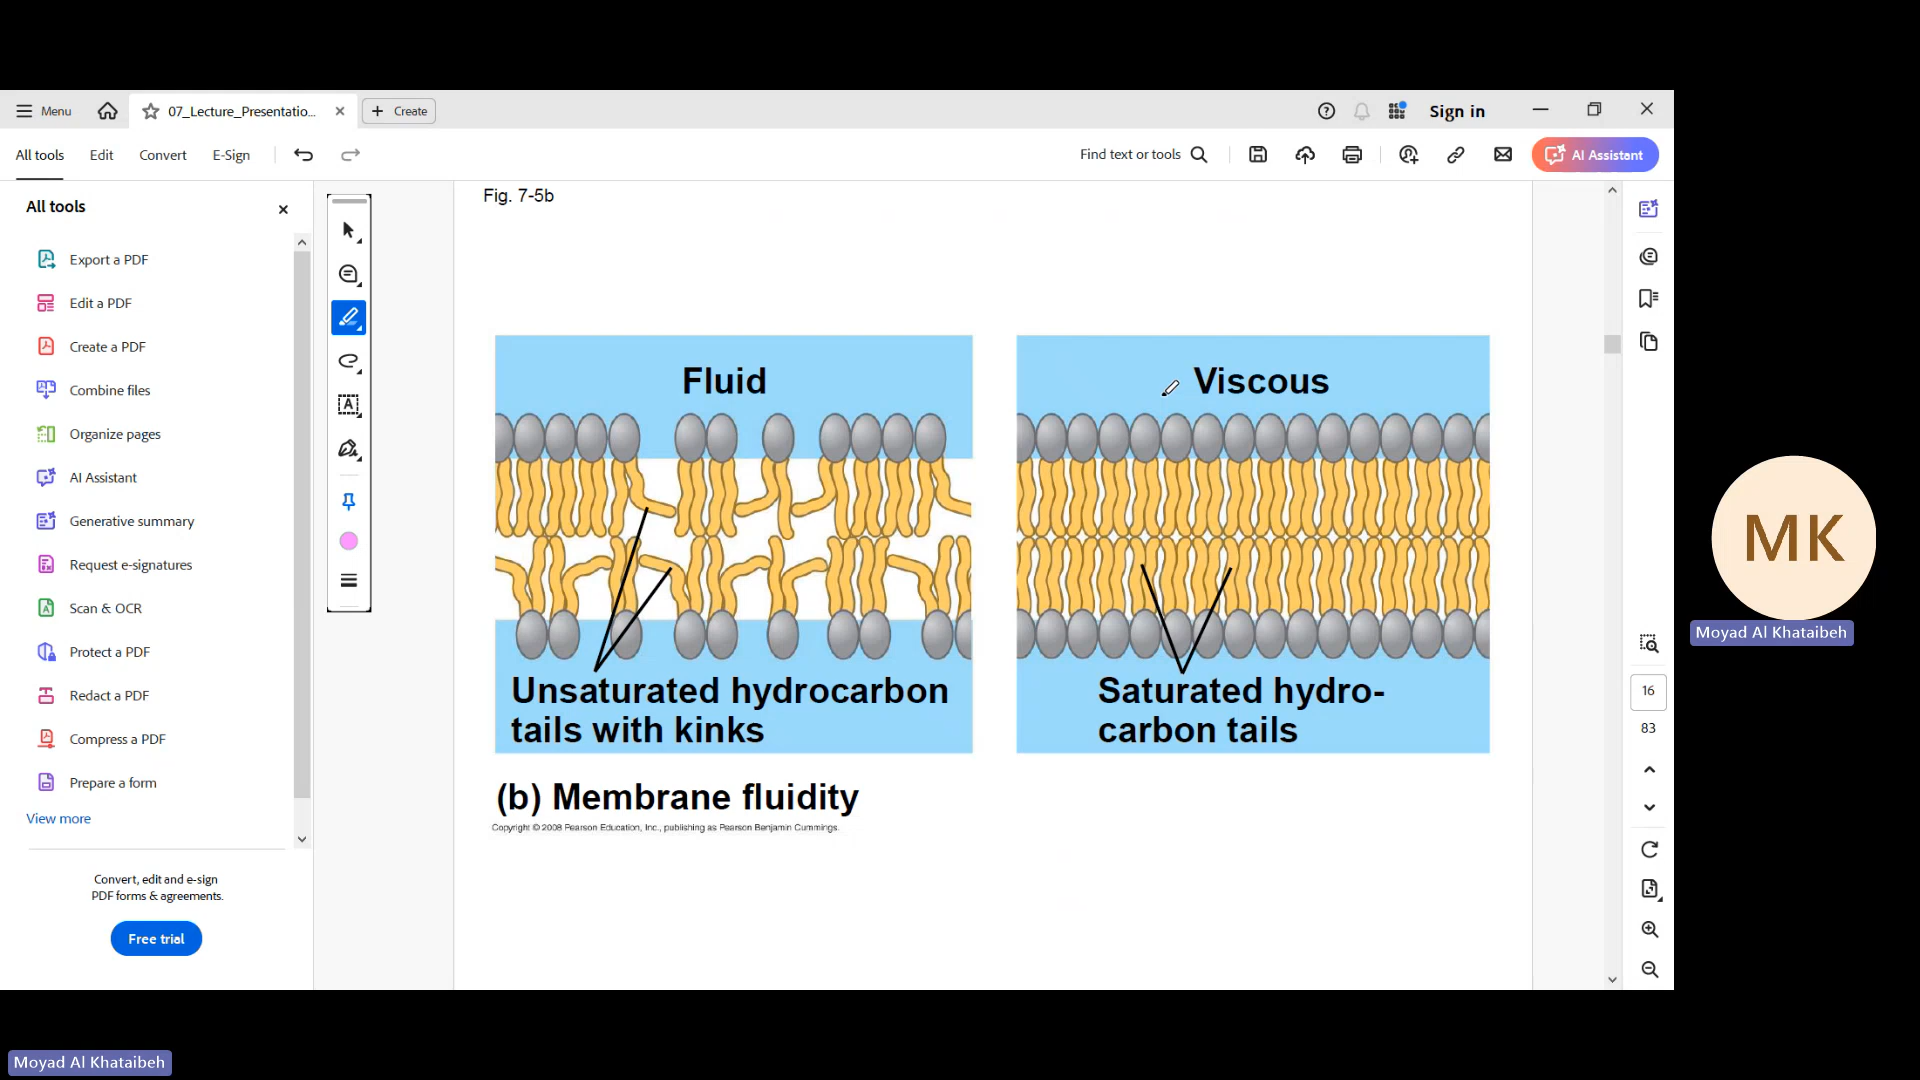 Menu
07_Lecture_Presentatio...
Create
Sign in
All tools
Edit
Convert
E-Sign
Find text or tools
AI Assistant
All tools
Export a PDF
Edit a PDF
Create a PDF
Combine files
Organize pages
AI Assistant
Generative summary
Request e-signatures
Scan & OCR
Protect a PDF
Redact a PDF
Compress a PDF
Prepare a form
View more
Convert, edit and e-sign
PDF forms & agreements.
Free trial
Fig. 7-5b
Fluid
Unsaturated hydrocarbon
tails with kinks
Viscous
Saturated hydro-
carbon tails
(b) Membrane fluidity
Copyright © 2008 Pearson Education, Inc., publishing as Pearson Benjamin Cummings.
16
83
MK
Moyad Al Khataibeh
Moyad Al Khataibeh